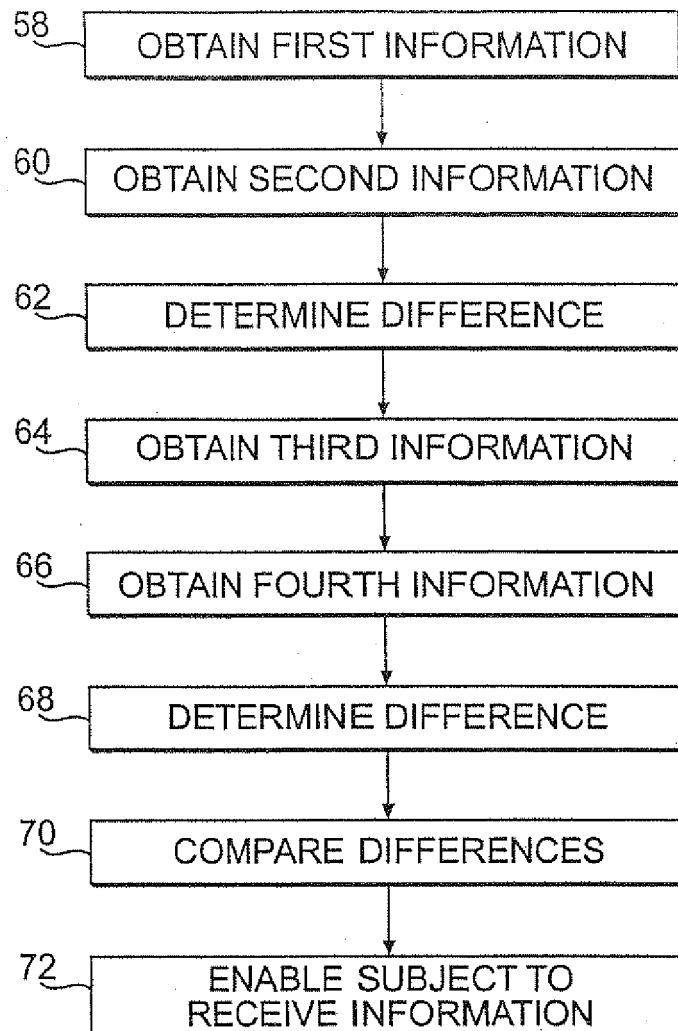 58
OBTAIN FIRST INFORMATION
60
OBTAIN SECOND INFORMATION
62
DETERMINE DIFFERENCE
64
OBTAIN THIRD INFORMATION
66
OBTAIN FOURTH INFORMATION
68
DETERMINE DIFFERENCE
70
COMPARE DIFFERENCES
72
ENABLE SUBJECT TO
RECEIVE INFORMATION